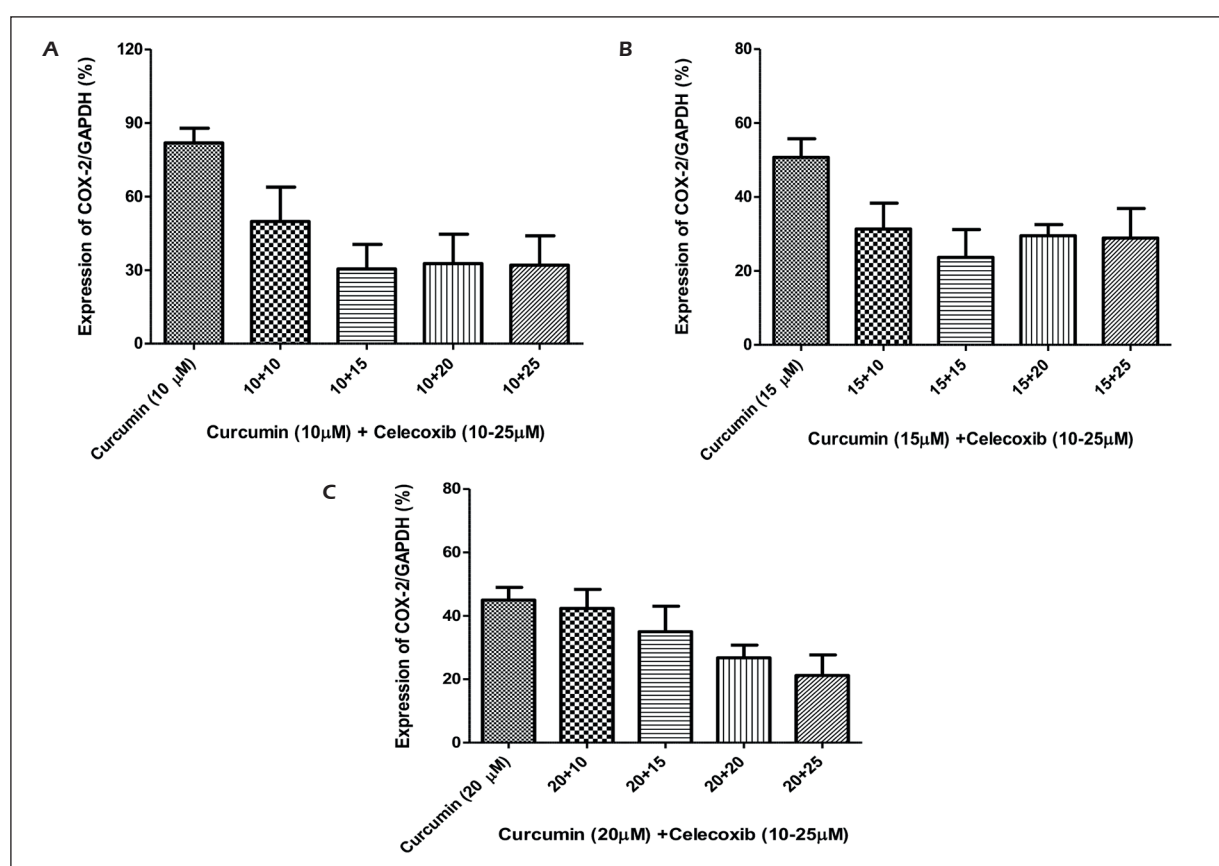 A
Expression of COX-2/GAPDH (%)
120
90
60
30
0
Curcumin (10 μM)
10+10
10+15
10+20
10+25
Curcumin (10μM) + Celecoxib (10-25μM)
B
Expression of COX-2/GAPDH (%)
80
60
40
20
0
Curcumin (15 μM)
15+10
15+15
15+20
15+25
Curcumin (15μM) +Celecoxib (10-25μM)
C
Expression of COX-2/GAPDH (%)
80
60
40
20
0
Curcumin (20 μM)
20+10
20+15
20+20
20+25
Curcumin (20μM) +Celecoxib (10-25μM)